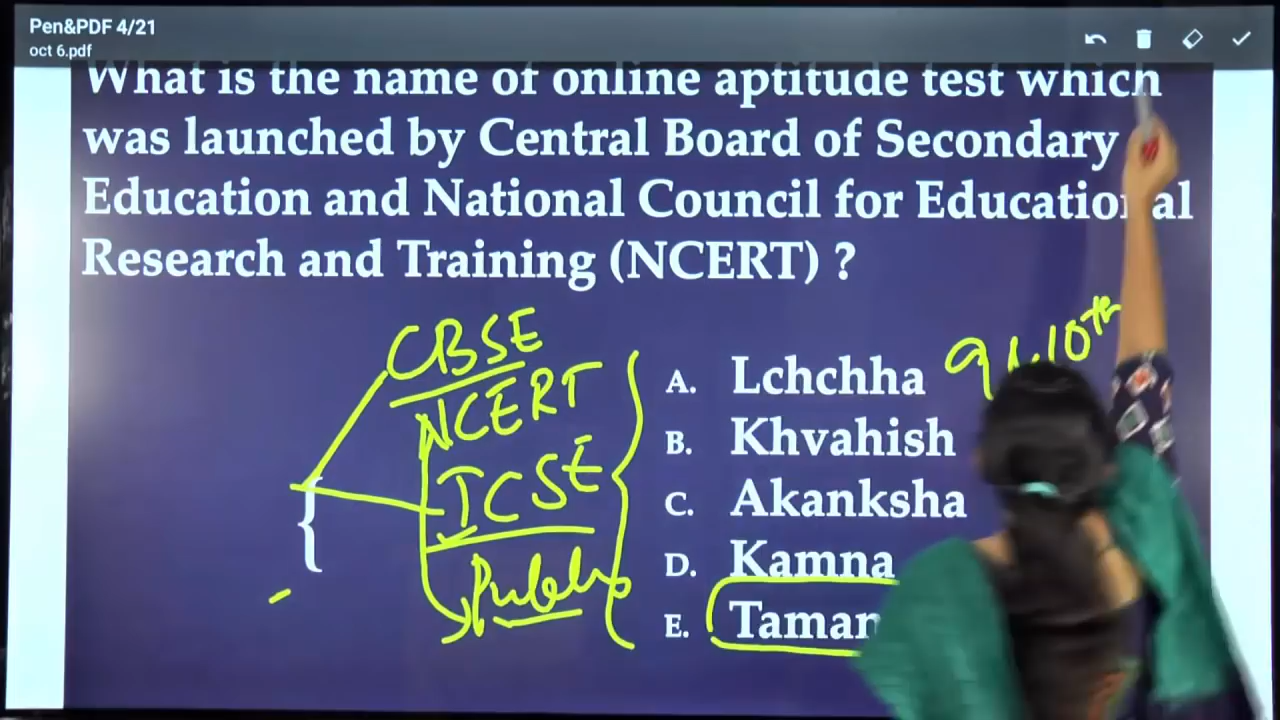 Pen&PDF 4/21
oct 6.pdf
What is the name of online aptitude test which
was launched by Central Board of Secondary
Education and National Council for Educational
Research and Training (NCERT) ?
CBSE
NCERT
ICSE
A. Lchchha
B. Khvahish
C. Akanksha
D. Kamna
E. Taman
10th